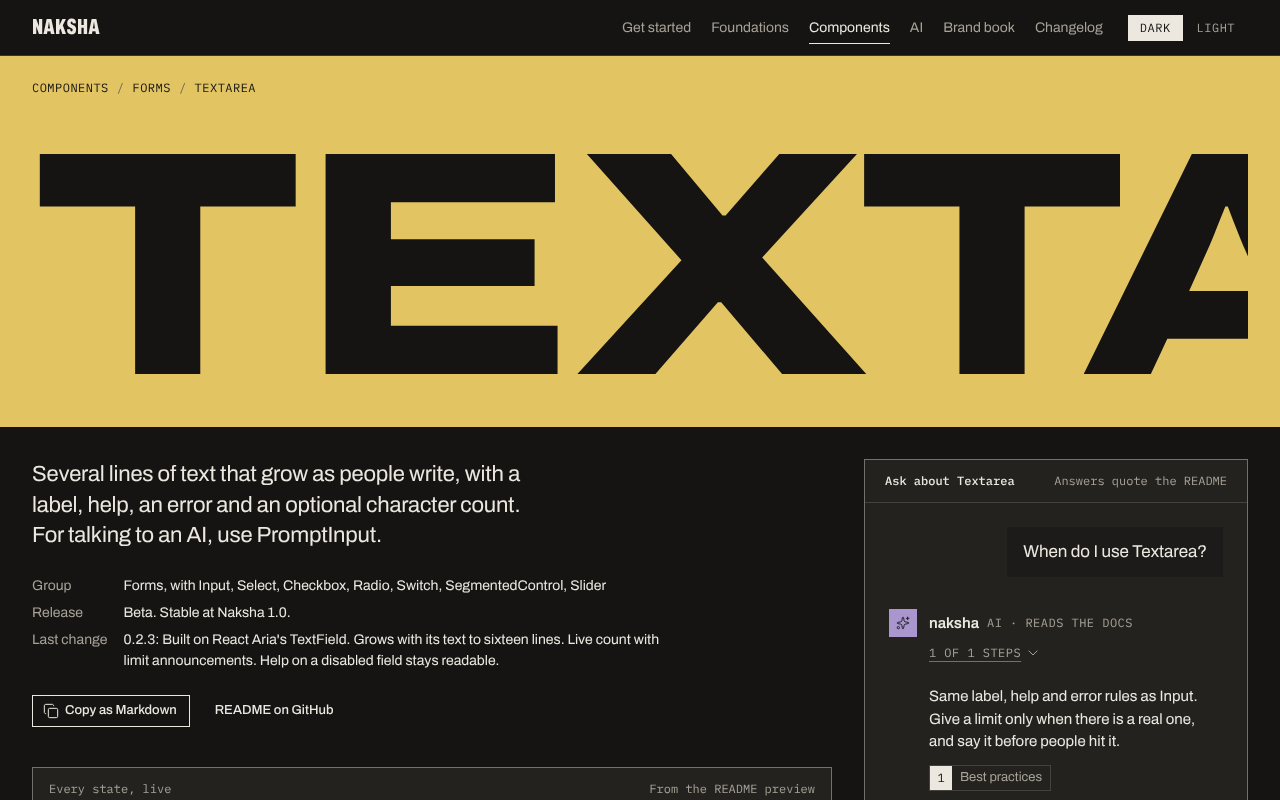 NAKSHA
Get started Foundations Components AI Brand book Changelog DARK LIGHT
COMPONENTS / FORMS / TEXTAREA
TEXTA
Several lines of text that grow as people write, with a
label, help, an error and an optional character count.
For talking to an AI, use PromptInput.
Group Forms, with Input, Select, Checkbox, Radio, Switch, SegmentedControl, Slider
Release Beta. Stable at Naksha 1.0.
Last change 0.2.3: Built on React Aria's TextField. Grows with its text to sixteen lines. Live count with
limit announcements. Help on a disabled field stays readable.
Copy as Markdown README on GitHub
Every state, live From the README preview
Ask about Textarea Answers quote the README
When do I use Textarea?
naksha AI · READS THE DOCS
1 OF 1 STEPS
Same label, help and error rules as Input.
Give a limit only when there is a real one,
and say it before people hit it.
1 Best practices